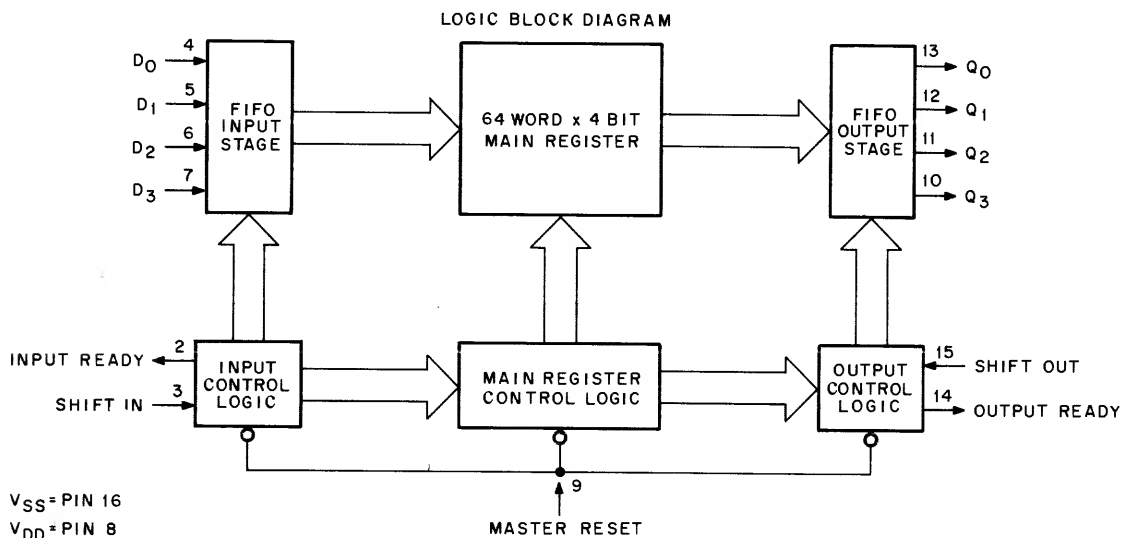 LOGIC BLOCK DIAGRAM
4
D0
5
D1
6
D2
7
D3
FIFO
INPUT
STAGE
64 WORD x 4 BIT
MAIN REGISTER
FIFO
OUTPUT
STAGE
13
Q0
12
Q1
11
Q2
10
Q3
INPUT READY
2
SHIFT IN
3
INPUT
CONTROL
LOGIC
MAIN REGISTER
CONTROL LOGIC
OUTPUT
CONTROL
LOGIC
15
SHIFT OUT
14
OUTPUT READY
9
MASTER RESET
VSS = PIN 16
VDD = PIN 8